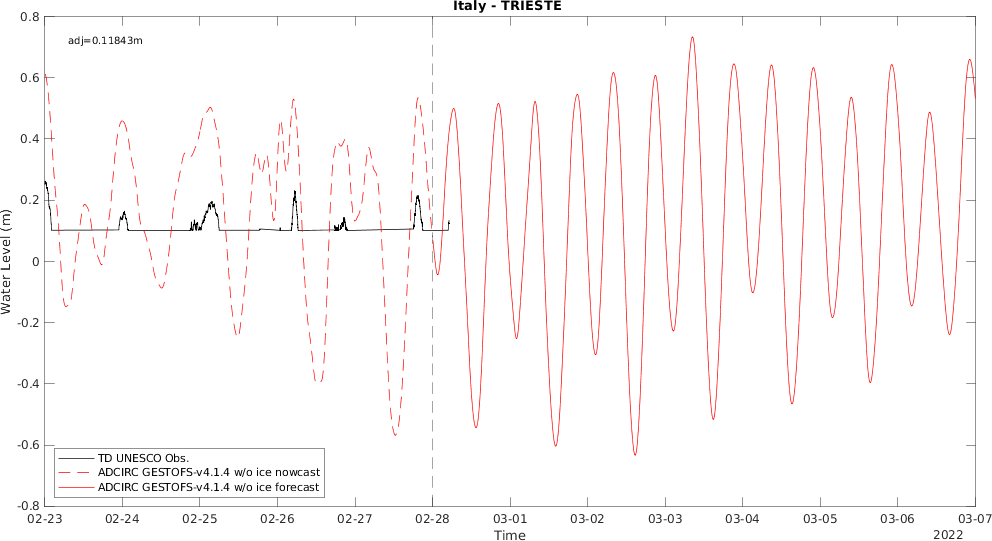 Italy - TRIESTE
adj=0.11843m
0.8
0.6
0.4
0.2
0
-0.2
-0.4
-0.6
-0.8
Water Level (m)
TD UNESCO Obs.
ADCIRC GESTOFS-v4.1.4 w/o ice nowcast
ADCIRC GESTOFS-v4.1.4 w/o ice forecast
02-23 02-24 02-25 02-26 02-27 02-28 03-01 03-02 03-03 03-04 03-05 03-06 03-07
Time
2022